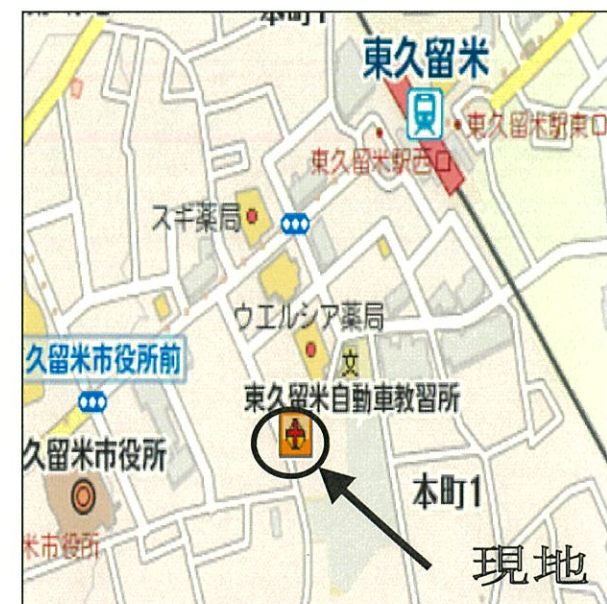 本町1
東久留米
東久留米駅東口
東久留米駅西口
スギ薬局
ウエルシア薬局
久留米市役所前
文
東久留米自動車教習所
久留米市役所
本町1
米市役所
現地